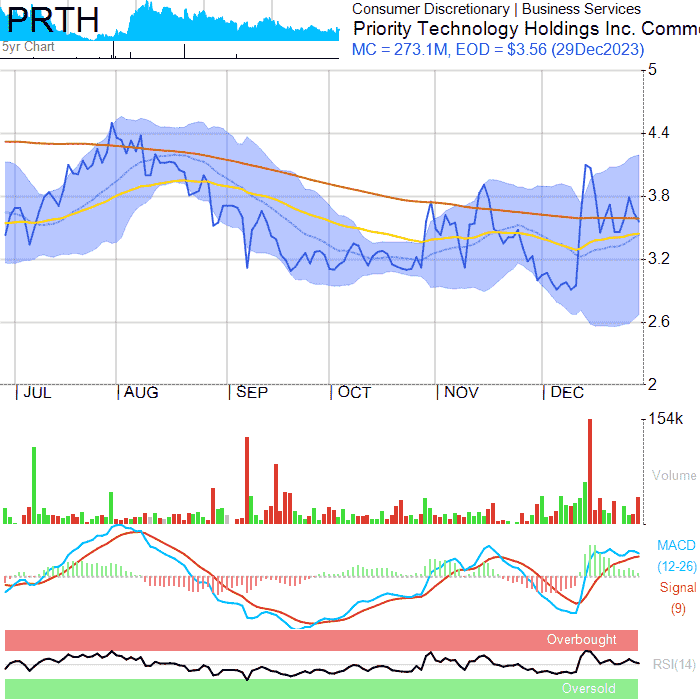 PRTH
5yr Chart
Consumer Discretionary | Business Services
Priority Technology Holdings Inc. Comm
MC = 273.1M, EOD = $3.56 (29Dec2023)
5
4.4
3.8
3.2
2.6
2
JUL
AUG
SEP
OCT
NOV
DEC
154k
Volume
MACD
(12-26)
Signal
(9)
Overbought
RSI(14)
Oversold